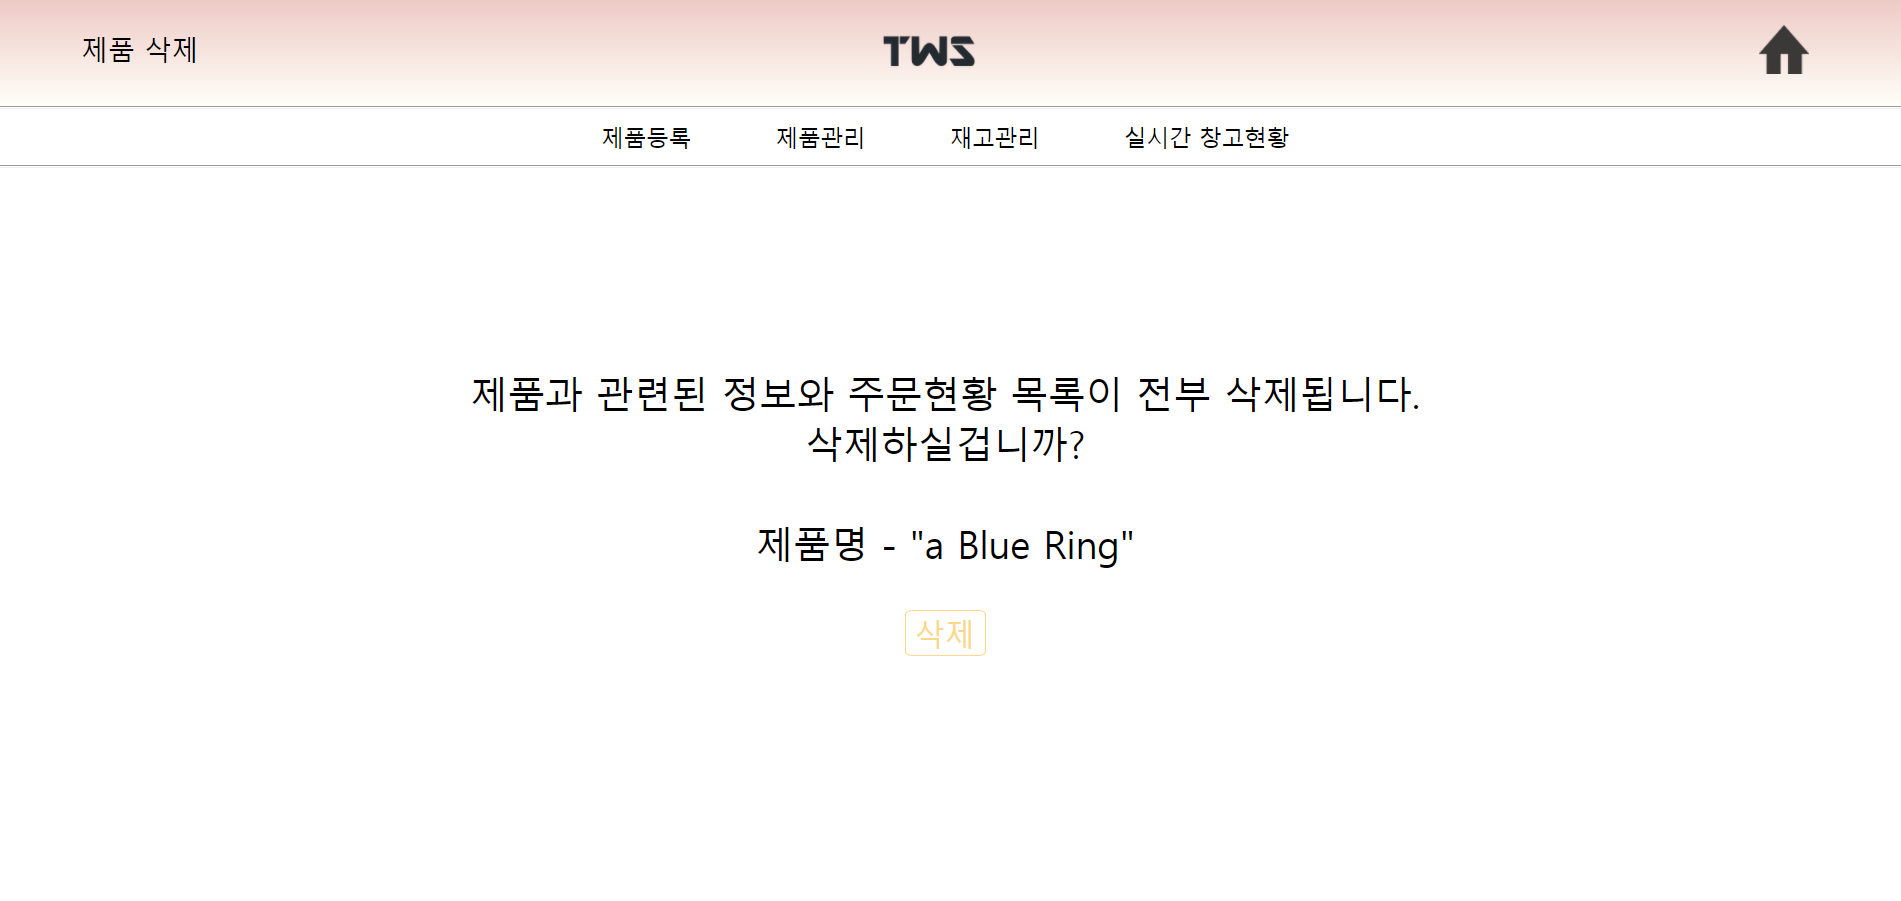 제품 삭제
TWS
제품등록 제품관리 재고관리 실시간 창고현황
제품과 관련된 정보와 주문현황 목록이 전부 삭제됩니다.
삭제하실겁니까?
제품명 - "a Blue Ring"
삭제